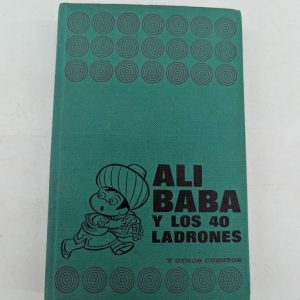 ALI
BABA
Y LOS 40
LADRONES
Y OTROS CUENTOS